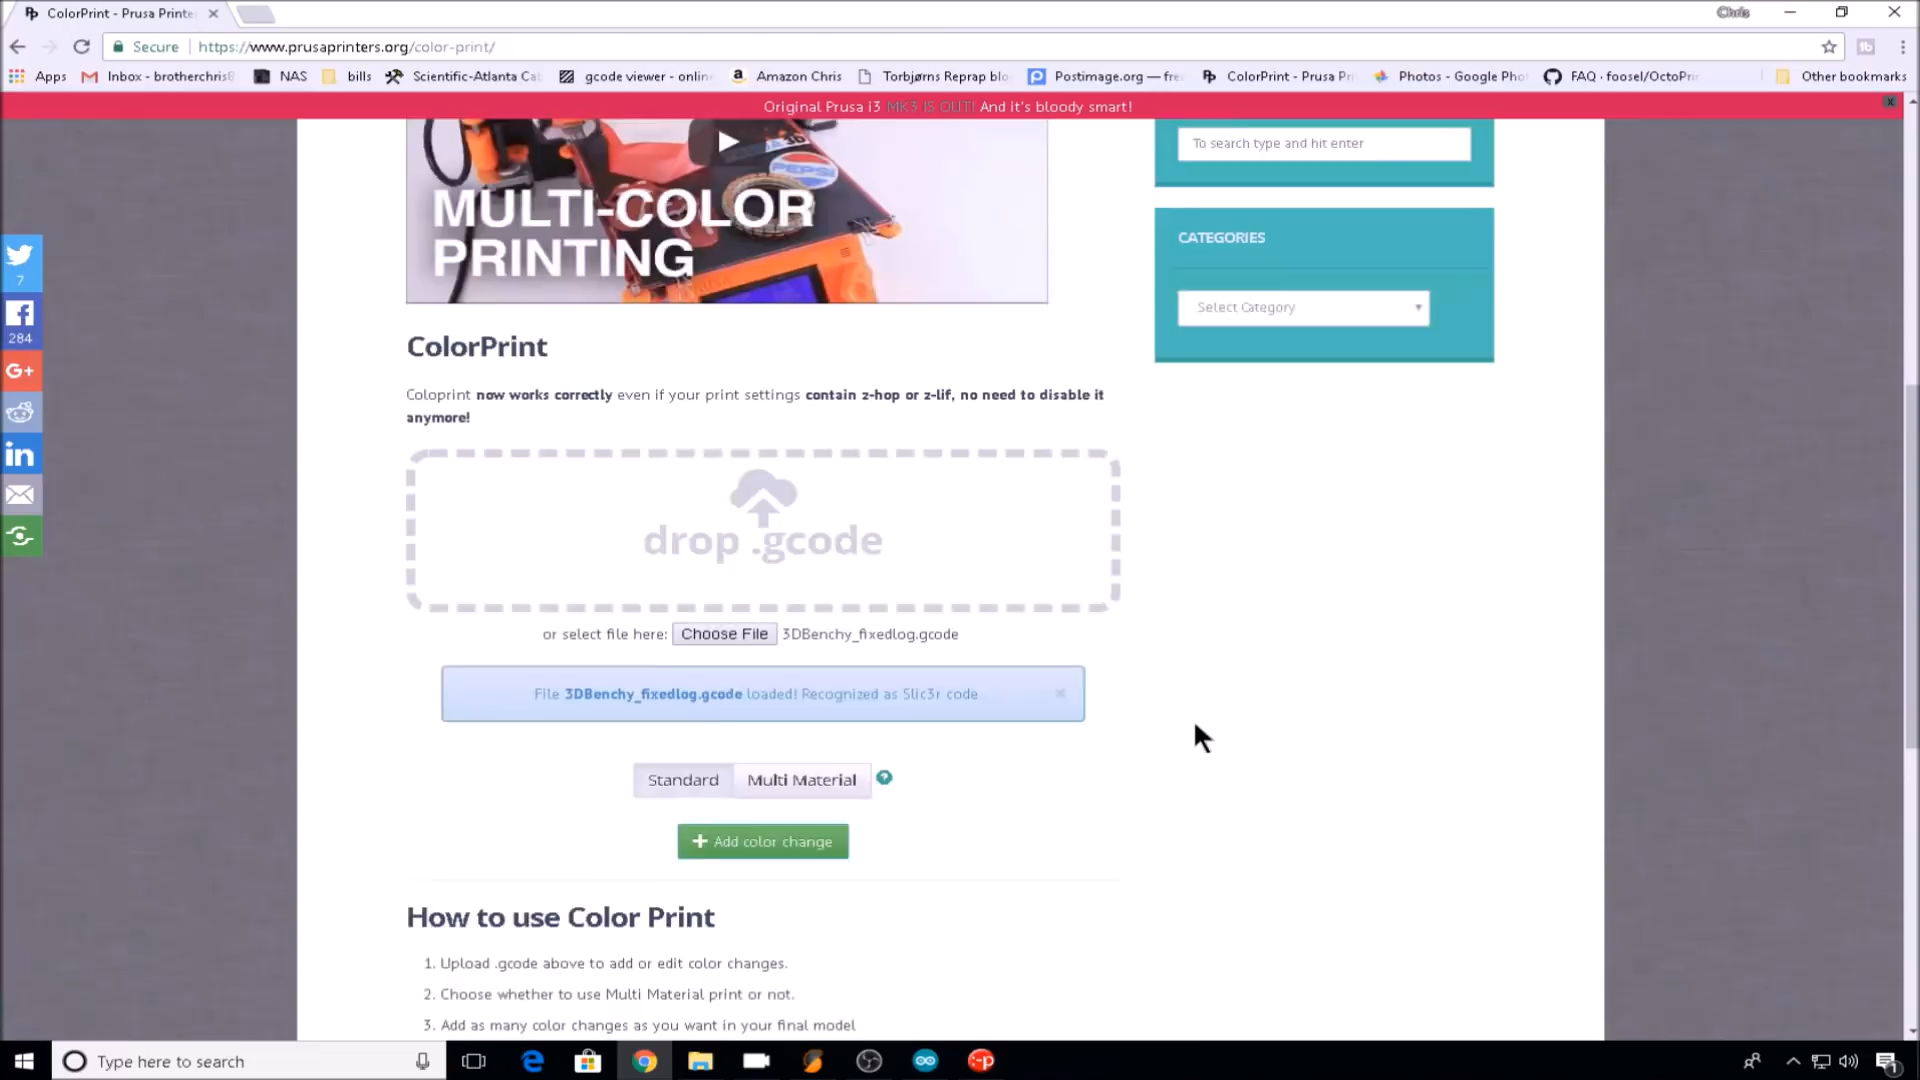 ColorPrint - Prusa Printe
Chris
Secure
https://www.prusaprinters.org/color-print/
Apps
Inbox - brotherchris8
NAS
bills
Scientific-Atlanta Ca
gcode viewer - onlin
Amazon Chris
Torbjørns Reprap blo
Postimage.org — fre
ColorPrint - Prusa Pr
Photos - Google Pho
FAQ · foosel/OctoPri
Other bookmarks
Original Prusa i3 MK3 IS OUT! And it's bloody smart!
PEPSI
MULTI-COLOR
PRINTING
To search type and hit enter
CATEGORIES
Select Category
7
284
G+
in
ColorPrint
Coloprint now works correctly even if your print settings contain z-hop or z-lif, no need to disable it
anymore!
drop .gcode
or select file here: Choose File 3DBenchy_fixedlog.gcode
File 3DBenchy_fixedlog.gcode loaded! Recognized as Slic3r code
Standard
Multi Material
?
+ Add color change
How to use Color Print
1. Upload .gcode above to add or edit color changes.
2. Choose whether to use Multi Material print or not.
3. Add as many color changes as you want in your final model
Type here to search